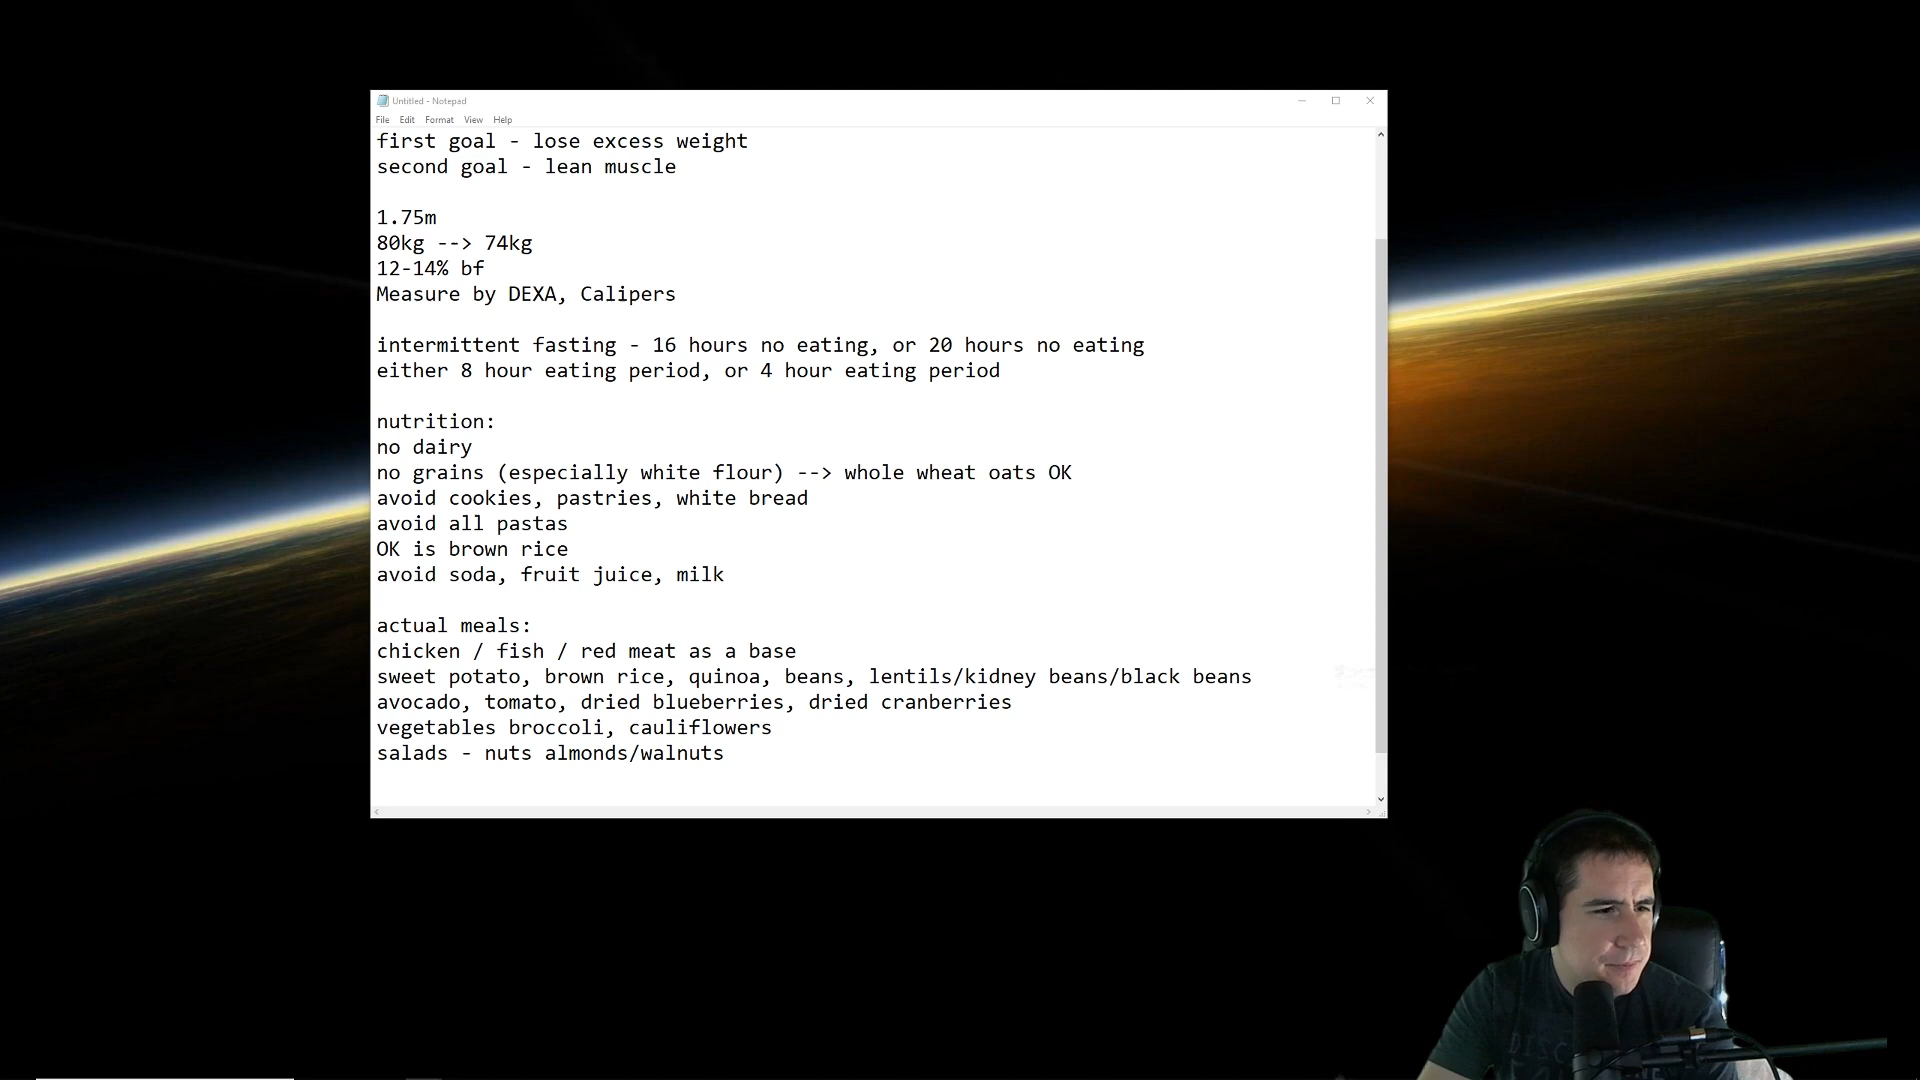 Untitled - Notepad
File Edit Format View Help
first goal - lose excess weight
second goal - lean muscle
1.75m
80kg --> 74kg
12-14% bf
Measure by DEXA, Calipers
intermittent fasting - 16 hours no eating, or 20 hours no eating
either 8 hour eating period, or 4 hour eating period
nutrition:
no dairy
no grains (especially white flour) --> whole wheat oats OK
avoid cookies, pastries, white bread
avoid all pastas
OK is brown rice
avoid soda, fruit juice, milk
actual meals:
chicken / fish / red meat as a base
sweet potato, brown rice, quinoa, beans, lentils/kidney beans/black beans
avocado, tomato, dried blueberries, dried cranberries
vegetables broccoli, cauliflowers
salads - nuts almonds/walnuts